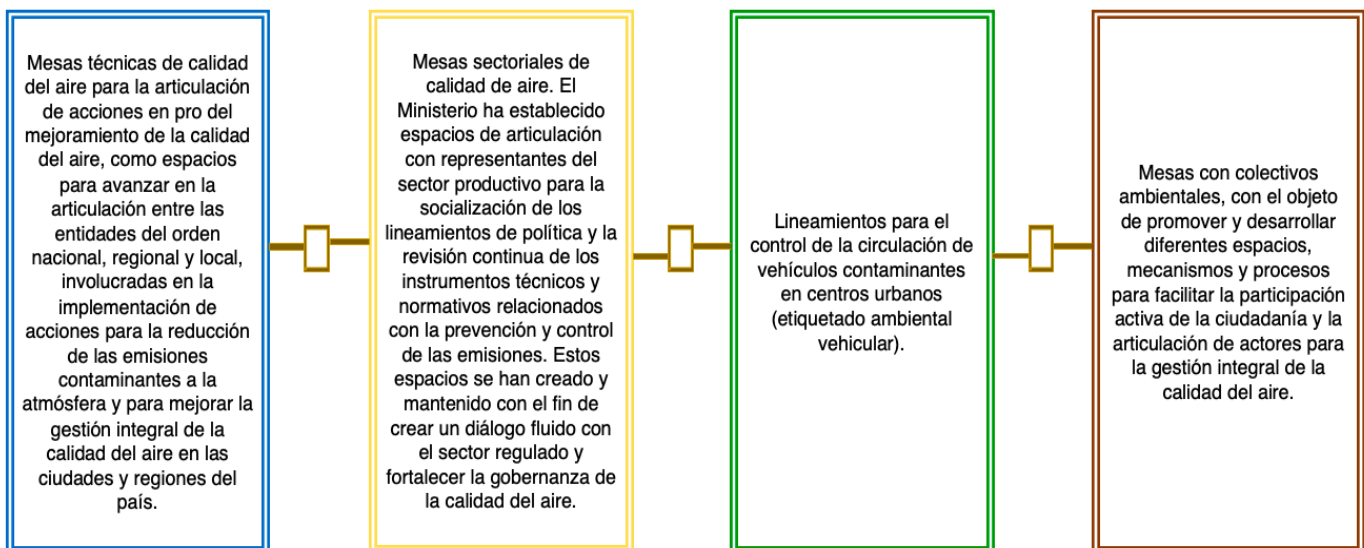 Mesas técnicas de calidad
del aire para la articulación
de acciones en pro del
mejoramiento de la calidad
del aire, como espacios
para avanzar en la
articulación entre las
entidades del orden
nacional, regional y local,
involucradas en la
implementación de
acciones para la reducción
de las emisiones
contaminantes a la
atmósfera y para mejorar la
gestión integral de la
calidad del aire en las
ciudades y regiones del
país.
Mesas sectoriales de
calidad de aire. El
Ministerio ha establecido
espacios de articulación
con representantes del
sector productivo para la
socialización de los
lineamientos de política y la
revisión continua de los
instrumentos técnicos y
normativos relacionados
con la prevención y control
de las emisiones. Estos
espacios se han creado y
mantenido con el fin de
crear un diálogo fluido con
el sector regulado y
fortalecer la gobernanza de
la calidad del aire.
Lineamientos para el
control de la circulación de
vehículos contaminantes
en centros urbanos
(etiquetado ambiental
vehicular).
Mesas con colectivos
ambientales, con el objeto
de promover y desarrollar
diferentes espacios,
mecanismos y procesos
para facilitar la participación
activa de la ciudadanía y la
articulación de actores para
la gestión integral de la
calidad del aire.